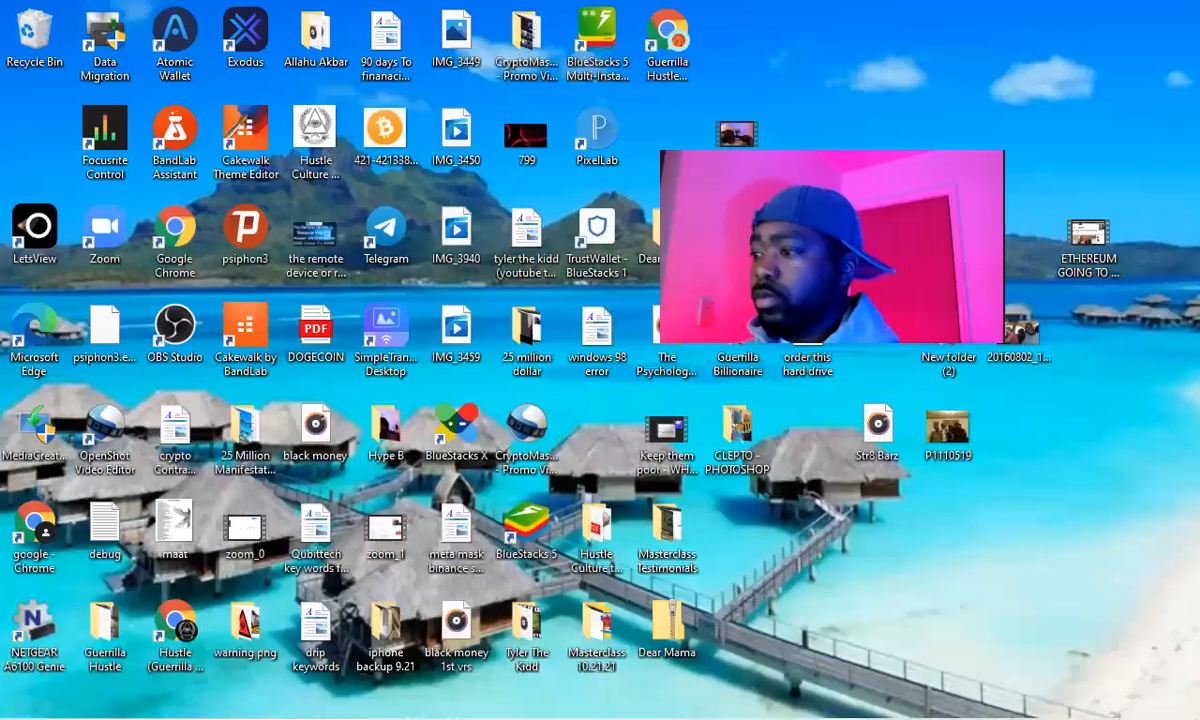 Recycle Bin
Data
Migration
Atomic
Wallet
Exodus
Allahu Akbar
90 days To
finanaci...
IMG_3449
CryptoMas...
- Promo Vi...
BlueStacks 5
Multi-Insta...
Guerrilla
Hustle...
Focusrite
Control
BandLab
Assistant
Cakewalk
Theme Editor
Hustle
Culture ...
421-421338...
IMG_3450
799
PixelLab
LetsView
Zoom
Google
Chrome
psiphon3
the remote
device or r...
Telegram
IMG_3940
tyler the kidd
(youtube t...
TrustWallet -
BlueStacks 1
Dear
ETHEREUM
GOING TO ...
Microsoft
Edge
psiphon3.e...
OBS Studio
Cakewalk by
BandLab
PDF
DOGECOIN
SimpleTran...
Desktop
IMG_3459
25 million
dollar
windows 98
error
The
Psycholog...
Guerrilla
Billionaire
order this
hard drive
New folder
(2)
20160802_1...
MediaCreat...
OpenShot
Video Editor
crypto
Contra...
25 Million
Manifestat...
black money
Hype B
BlueStacks X
CryptoMas...
- Promo Vi...
Keep them
poor - WH...
CLEPTO -
PHOTOSHOP
Str8 Barz
P1110519
google -
Chrome
debug
maat
zoom_0
Qubittech
key words f...
zoom_1
meta mask
binance s...
BlueStacks 5
Hustle
Culture t...
Masterclass
Testimonials
NETGEAR
A6100 Genie
Guerrilla
Hustle
Hustle
(Guerrilla ...
warning.png
drip
keywords
iphone
backup 9.21
black money
1st vrs
Tyler The
Kidd
Masterclass
10.21.21
Dear Mama